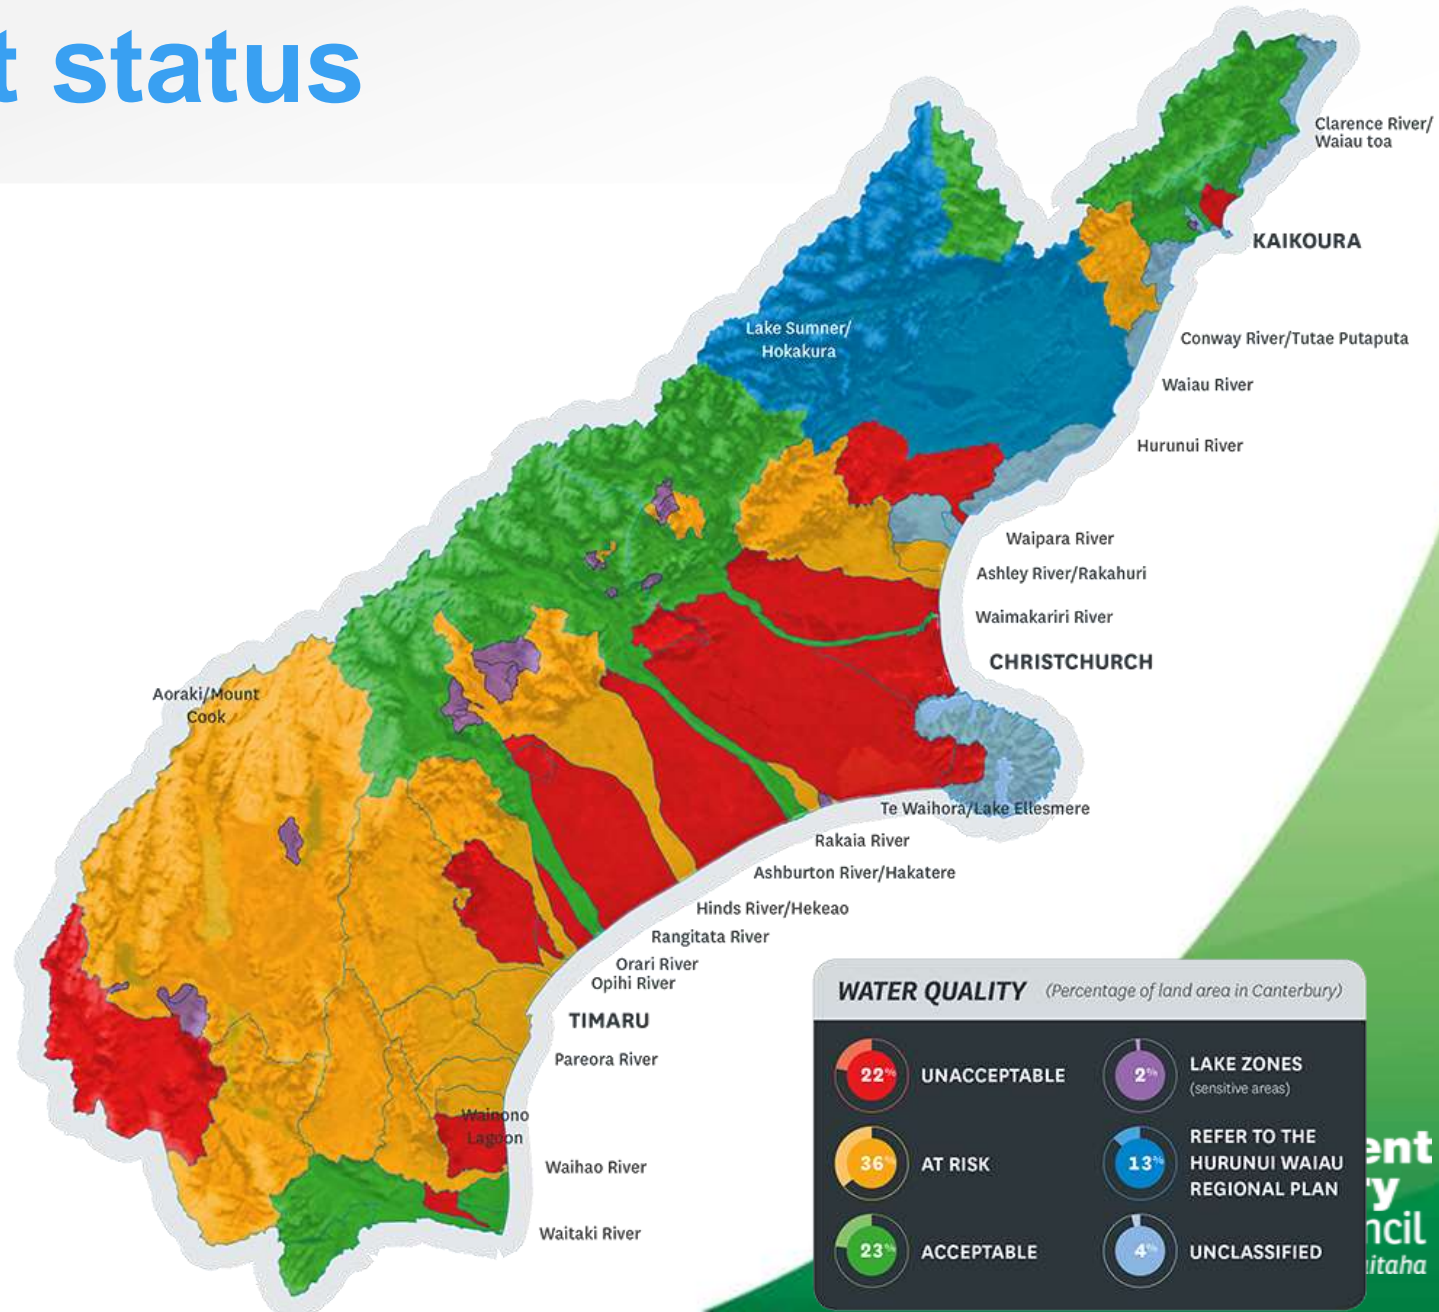 t status
Clarence River/
Waiau toa
KAIKOURA
Lake Sumner/
Hokakura
Conway River/Tutae Putaputa
Waiau River
Hurunui River
Waipara River
Ashley River/Rakahuri
Waimakariri River
CHRISTCHURCH
Aoraki/Mount
Cook
Te Waihora/Lake Ellesmere
Rakaia River
Ashburton River/Hakatere
Hinds River/Hekeao
Rangitata River
Orari River
Opihi River
TIMARU
Pareora River
Wainono
Lagoon
Waihao River
Waitaki River
WATER QUALITY (Percentage of land area in Canterbury)
22% UNACCEPTABLE
36% AT RISK
23% ACCEPTABLE
2% LAKE ZONES
(sensitive areas)
13% REFER TO THE
HURUNUI WAIAU
REGIONAL PLAN
4% UNCLASSIFIED
ent
ry
ncil
itaha